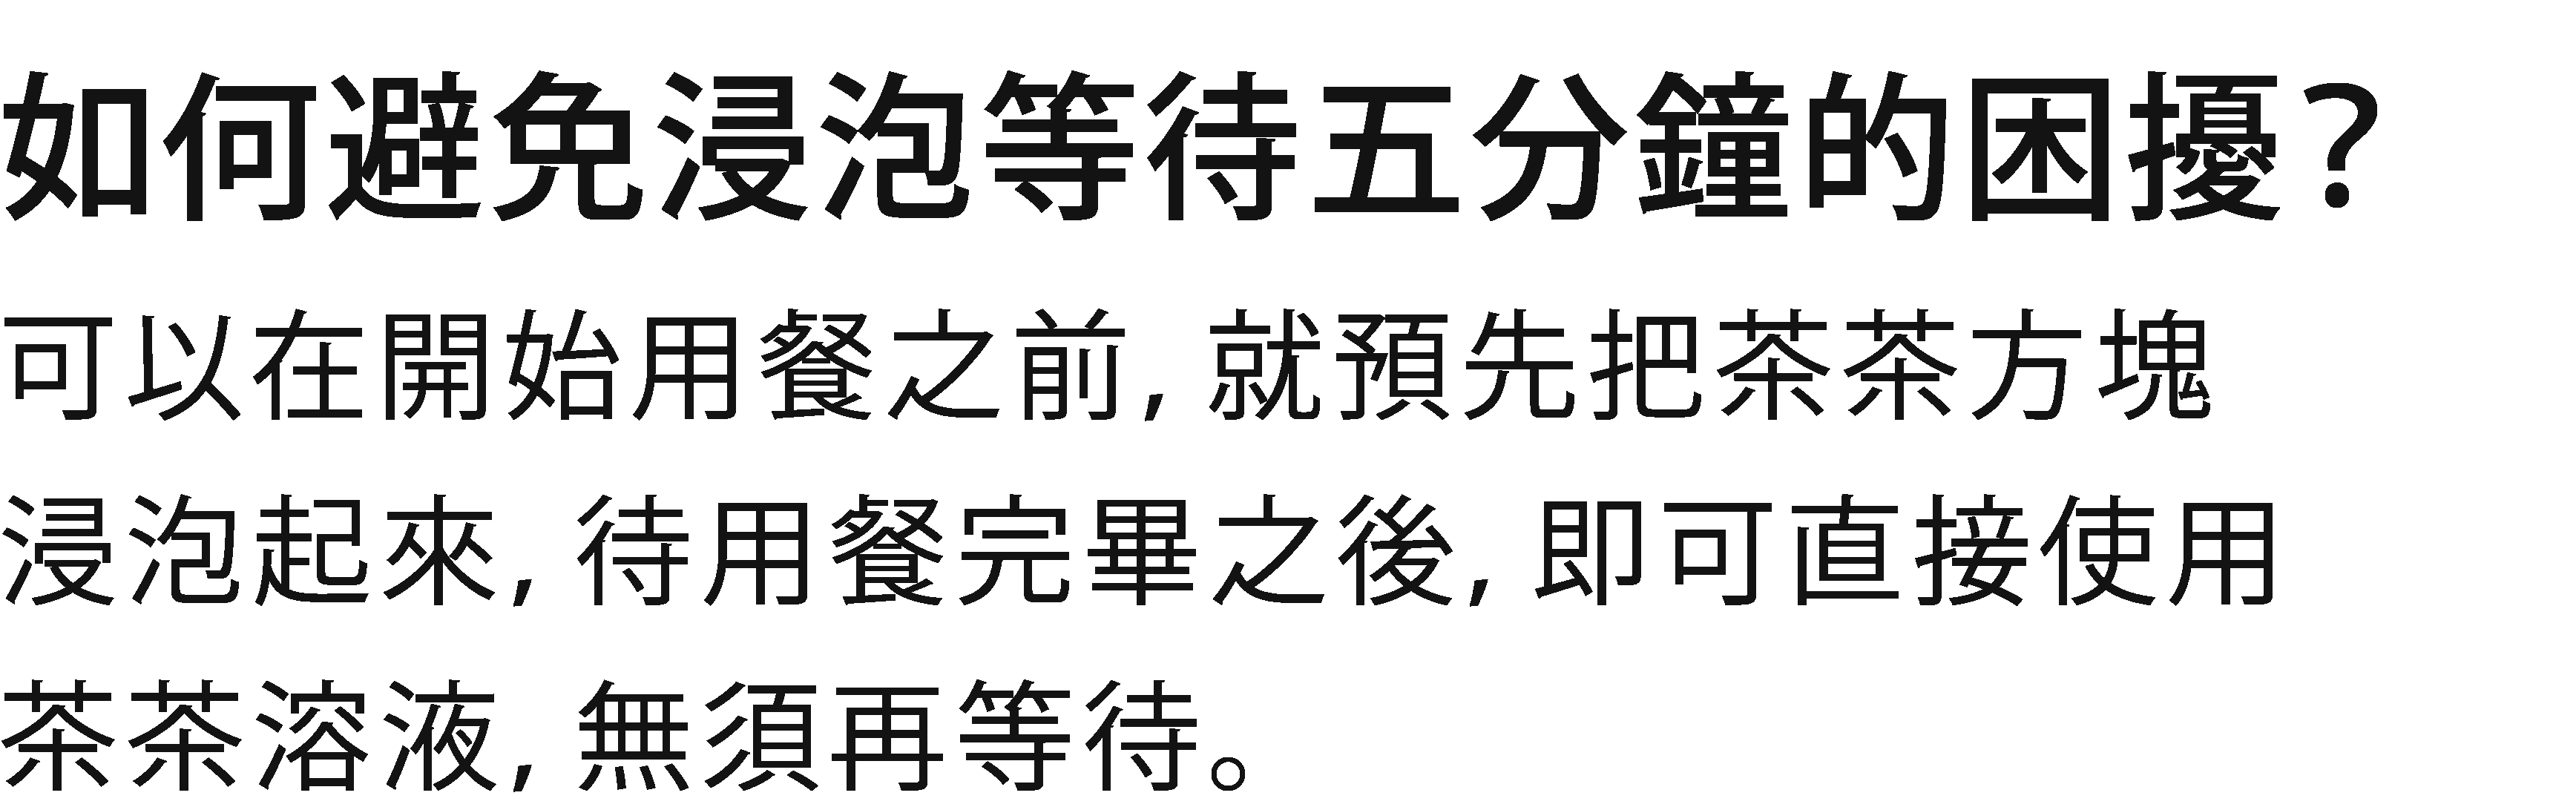 如何避免浸泡等待五分鐘的困擾？
可以在開始用餐之前, 就預先把茶茶方塊
浸泡起來, 待用餐完畢之後, 即可直接使用
茶茶溶液, 無須再等待。